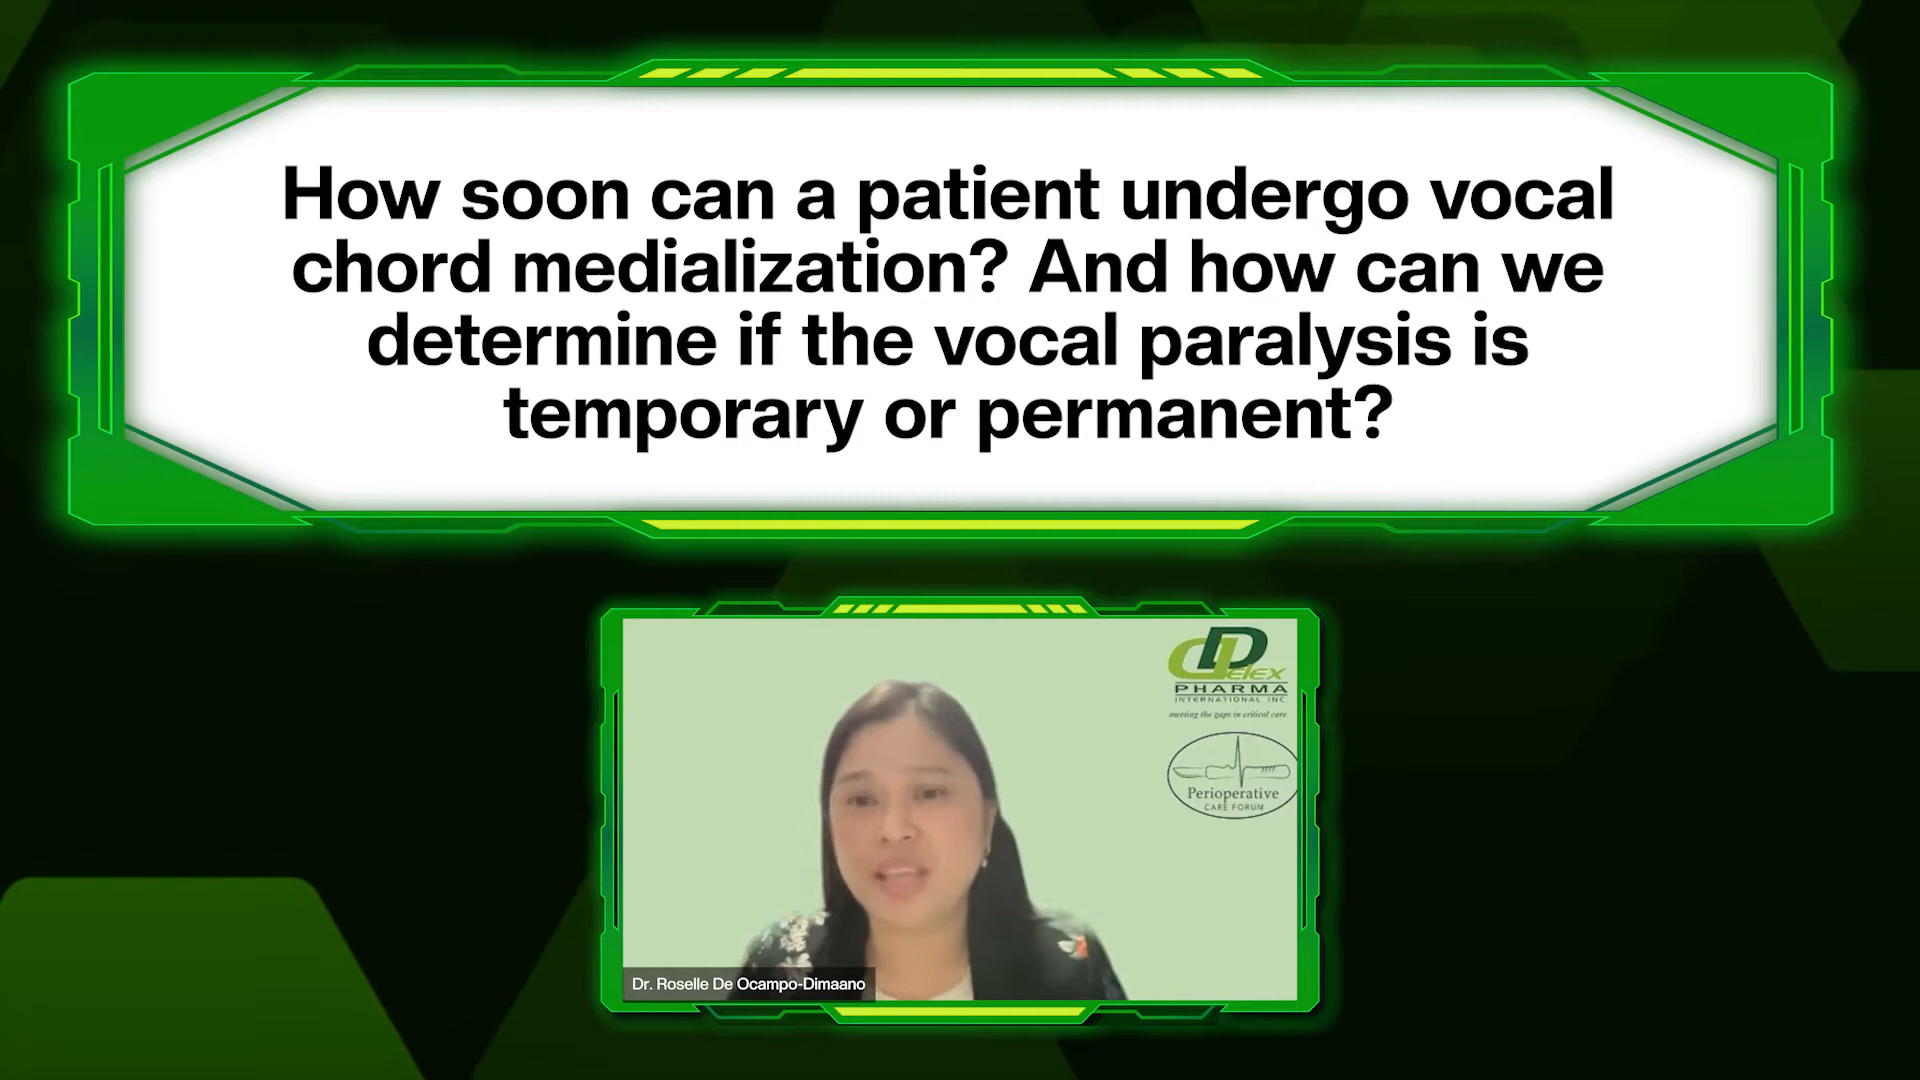 How soon can a patient undergo vocal
chord medialization? And how can we
determine if the vocal paralysis is
temporary or permanent?
Delex
PHARMA
INTERNATIONAL INC
meeting the gaps in critical care
Perioperative
CARE FORUM
Dr. Roselle De Ocampo-Dimaano